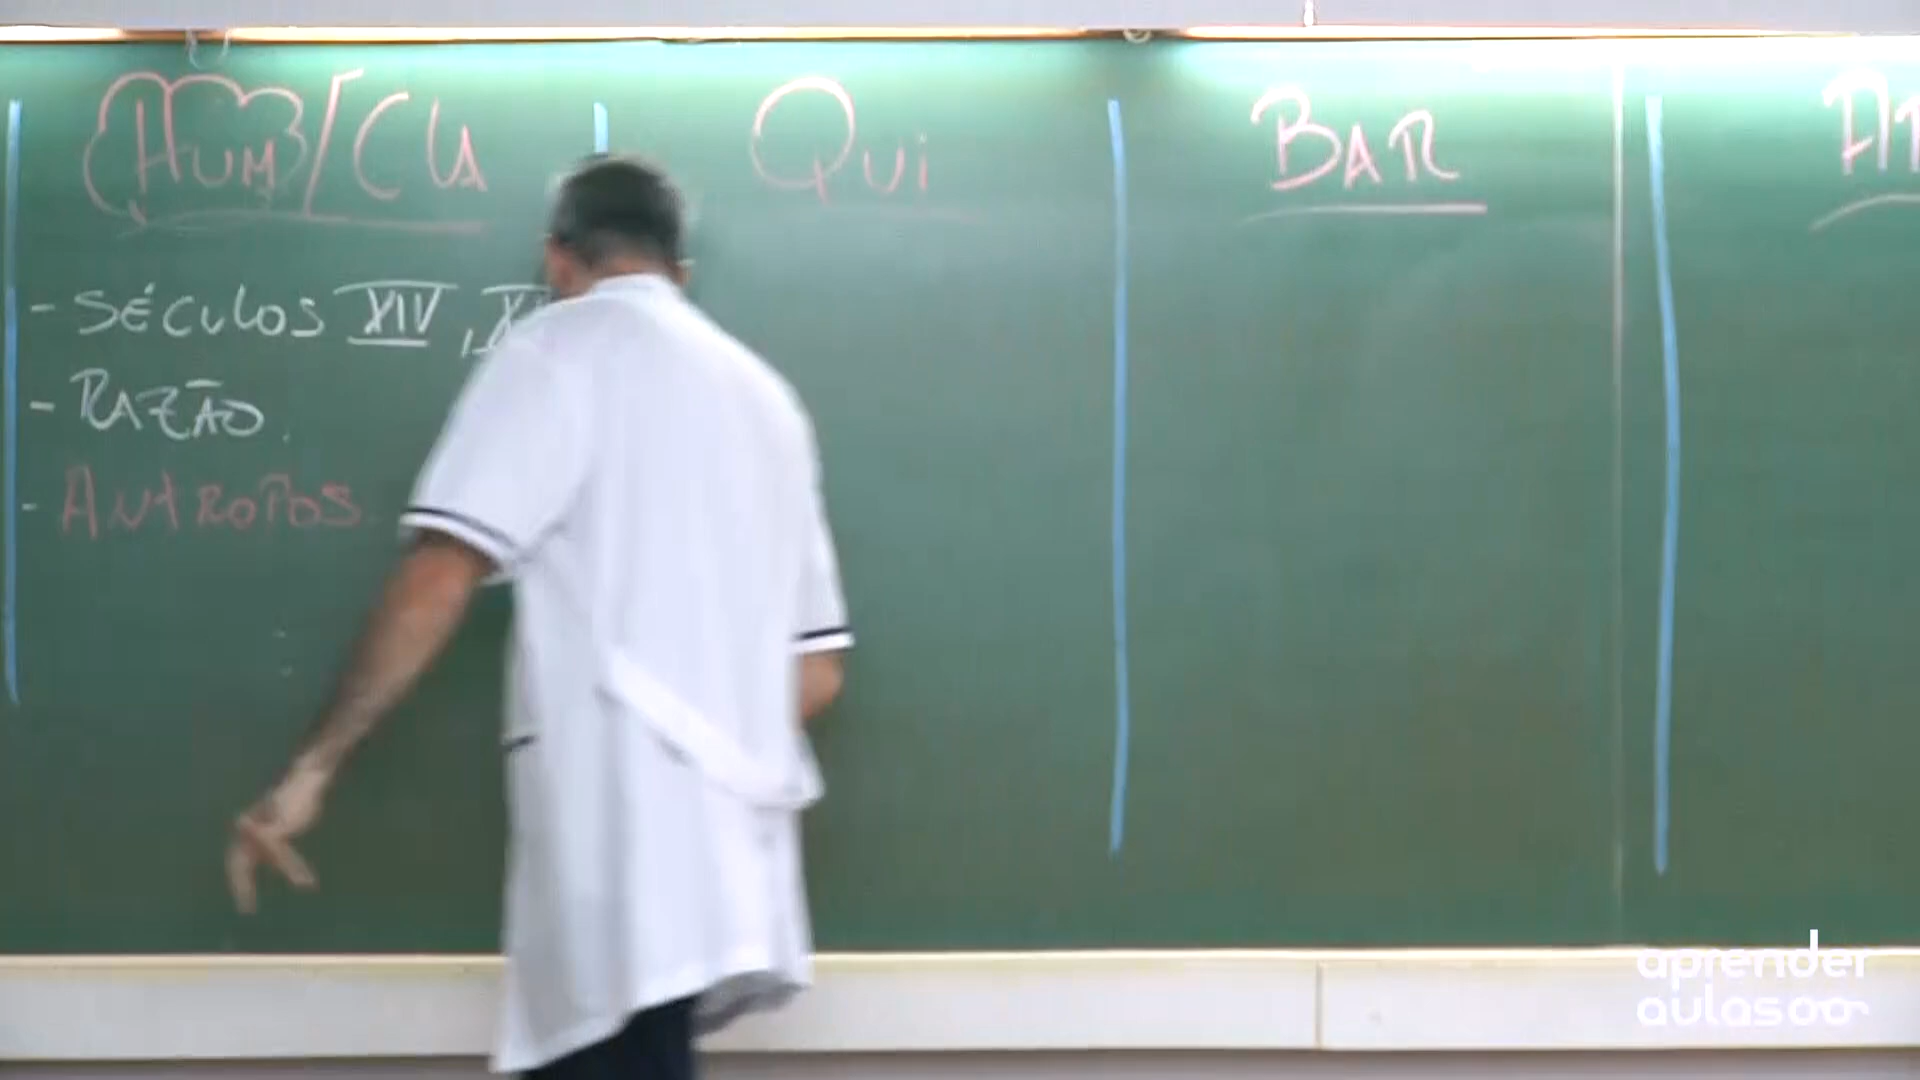 HUM/Cla
Qui
BAR
- SÉCULOS XIV,
- RAZÃO.
- ANTROPOS
aprender
aulas